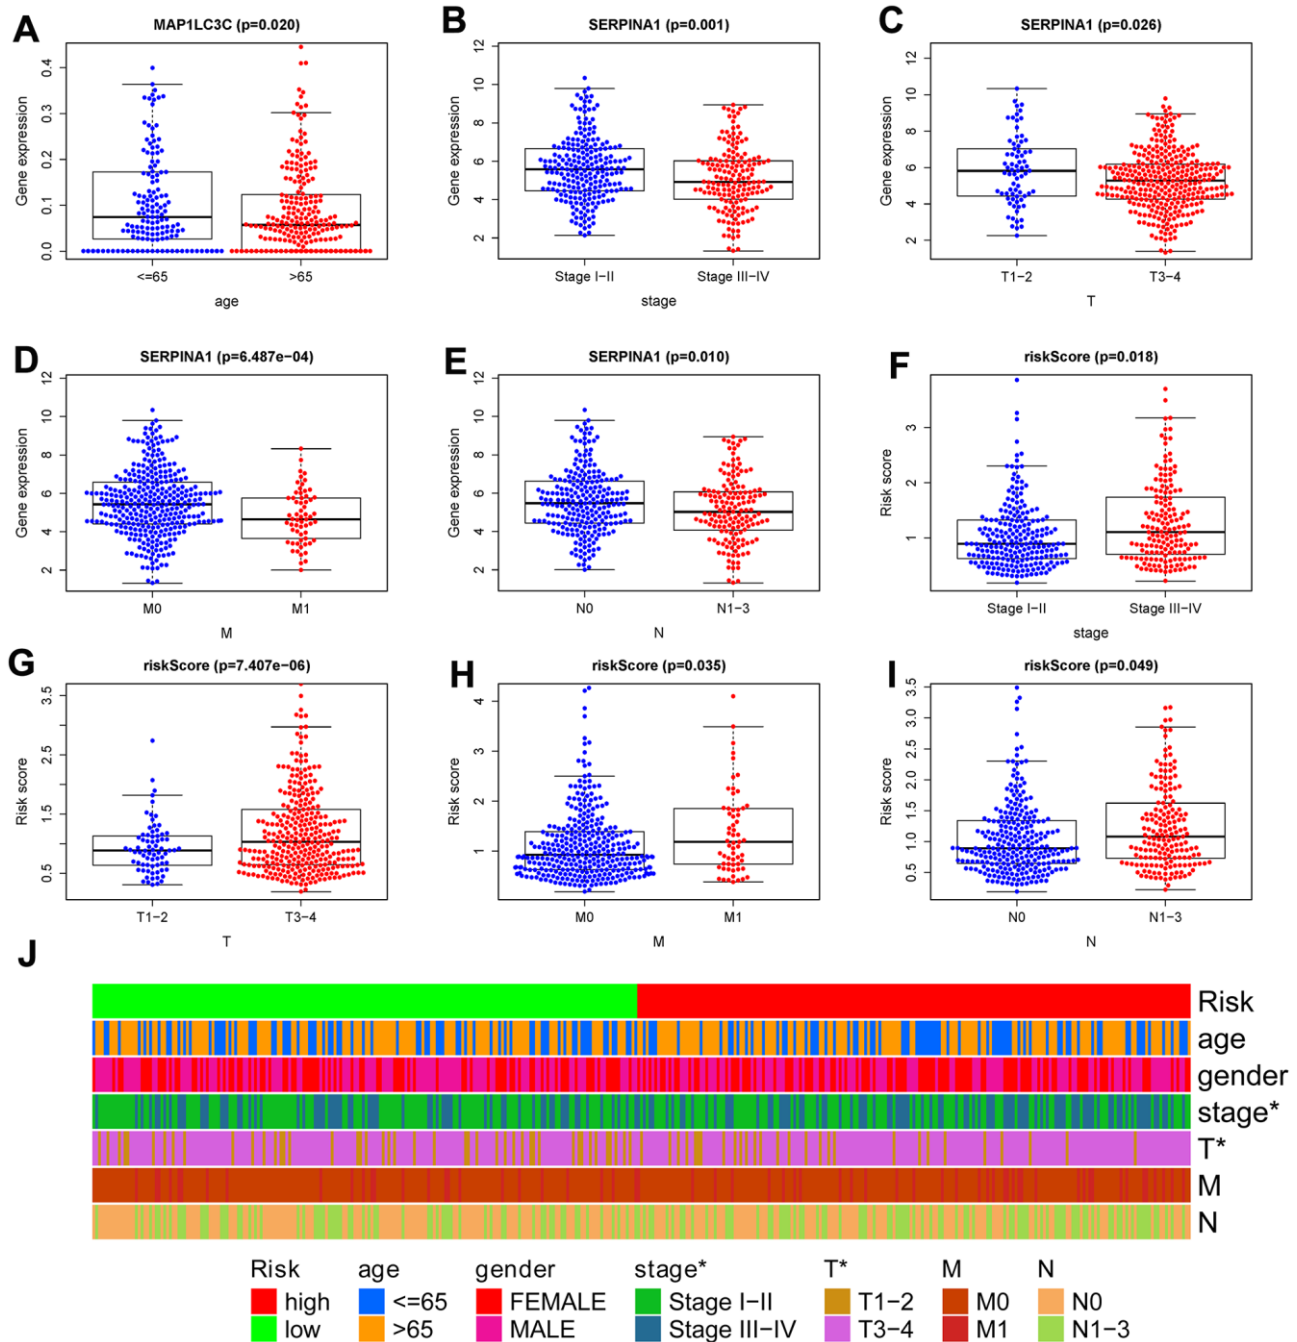 A
MAP1LC3C (p=0.020)
Gene expression
0.4
0.3
0.2
0.1
0.0
<=65
>65
age
B
SERPINA1 (p=0.001)
Gene expression
12
10
8
6
4
2
Stage I−II
Stage III−IV
stage
C
SERPINA1 (p=0.026)
Gene expression
12
10
8
6
4
2
T1−2
T3−4
T
D
SERPINA1 (p=6.487e−04)
Gene expression
12
10
8
6
4
2
M0
M1
M
E
SERPINA1 (p=0.010)
Gene expression
12
10
8
6
4
2
N0
N1−3
N
F
riskScore (p=0.018)
Risk score
3
2
1
Stage I−II
Stage III−IV
stage
G
riskScore (p=7.407e−06)
Risk score
3.5
2.5
1.5
0.5
T1−2
T3−4
T
H
riskScore (p=0.035)
Risk score
4
3
2
1
M0
M1
M
I
riskScore (p=0.049)
Risk score
3.5
3.0
2.5
2.0
1.5
1.0
0.5
N0
N1−3
N
J
Risk
age
gender
stage*
T*
M
N
Risk age gender stage* T* M N
high <=65 FEMALE Stage I−II T1−2 M0 N0
low >65 MALE Stage III−IV T3−4 M1 N1−3